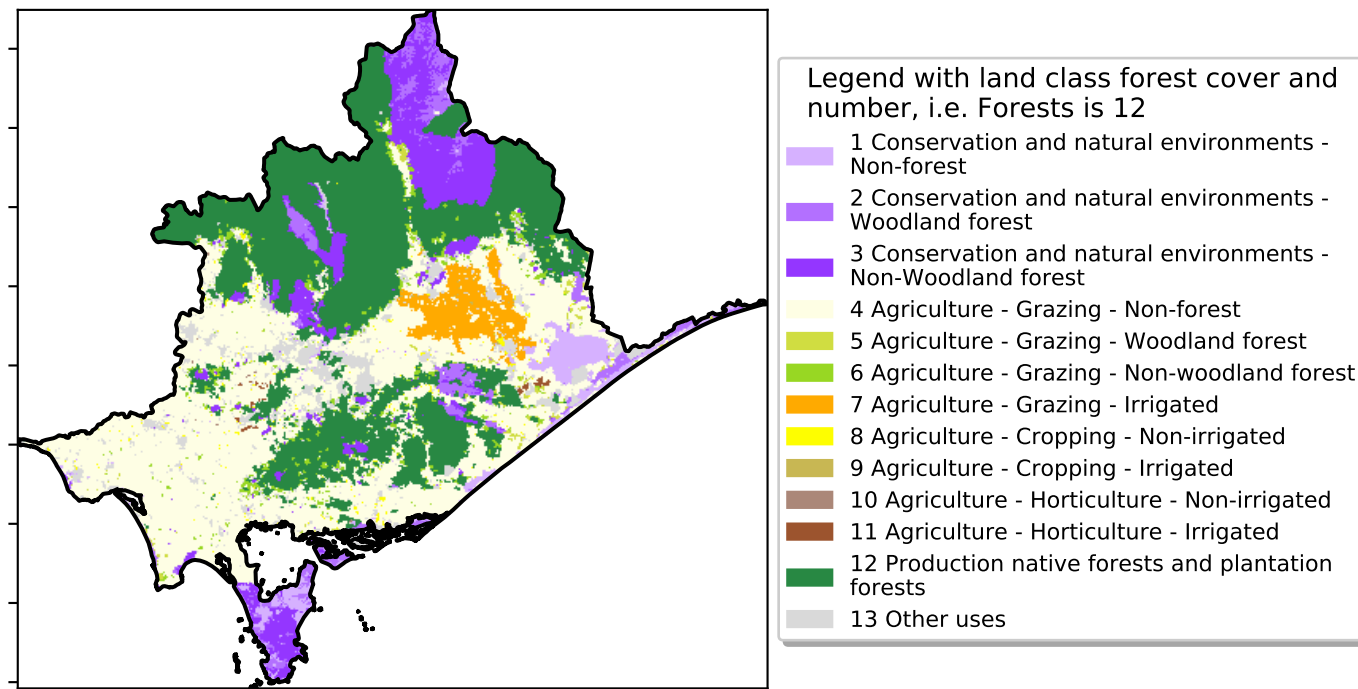 Legend with land class forest cover and
number, i.e. Forests is 12
1 Conservation and natural environments -
Non-forest
2 Conservation and natural environments -
Woodland forest
3 Conservation and natural environments -
Non-Woodland forest
4 Agriculture - Grazing - Non-forest
5 Agriculture - Grazing - Woodland forest
6 Agriculture - Grazing - Non-woodland forest
7 Agriculture - Grazing - Irrigated
8 Agriculture - Cropping - Non-irrigated
9 Agriculture - Cropping - Irrigated
10 Agriculture - Horticulture - Non-irrigated
11 Agriculture - Horticulture - Irrigated
12 Production native forests and plantation
forests
13 Other uses